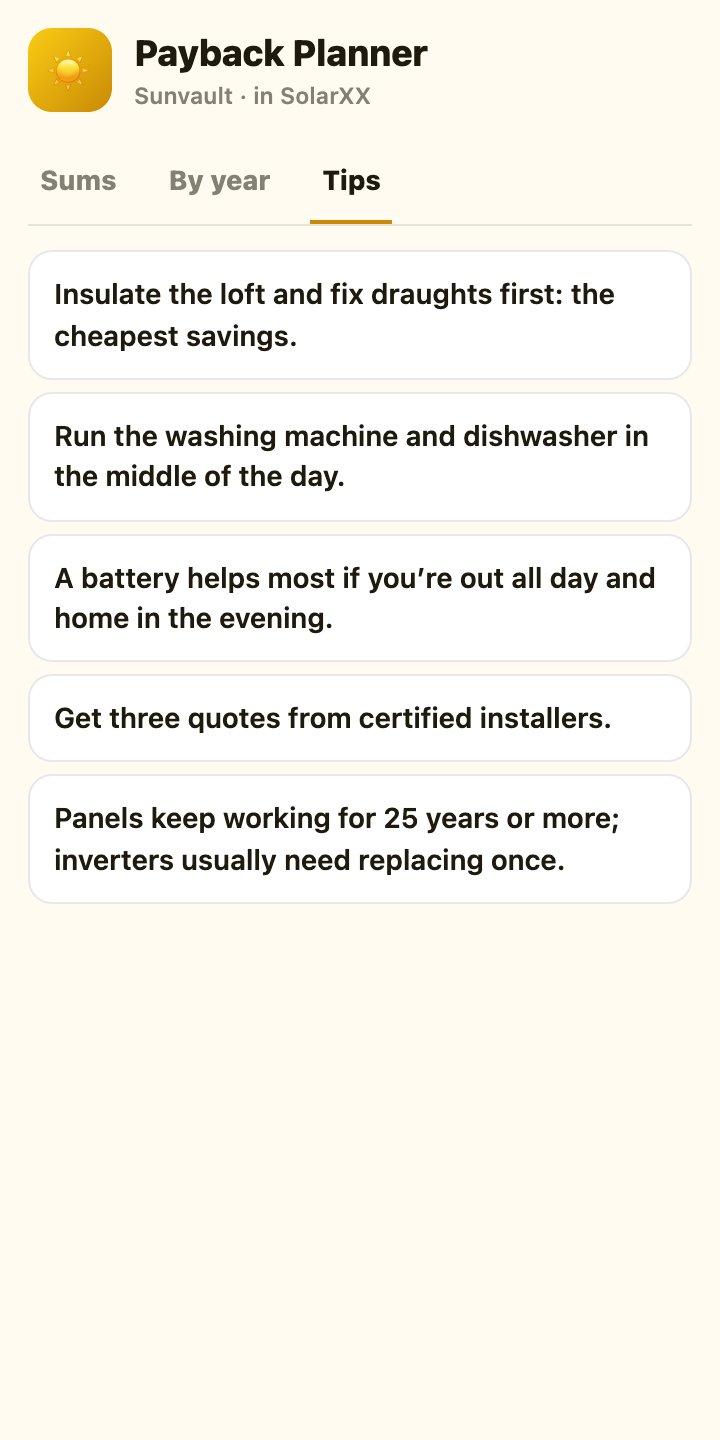 Payback Planner
Sunvault · in SolarXX
Sums
By year
Tips
Insulate the loft and fix draughts first: the
cheapest savings.
Run the washing machine and dishwasher in
the middle of the day.
A battery helps most if you’re out all day and
home in the evening.
Get three quotes from certified installers.
Panels keep working for 25 years or more;
inverters usually need replacing once.